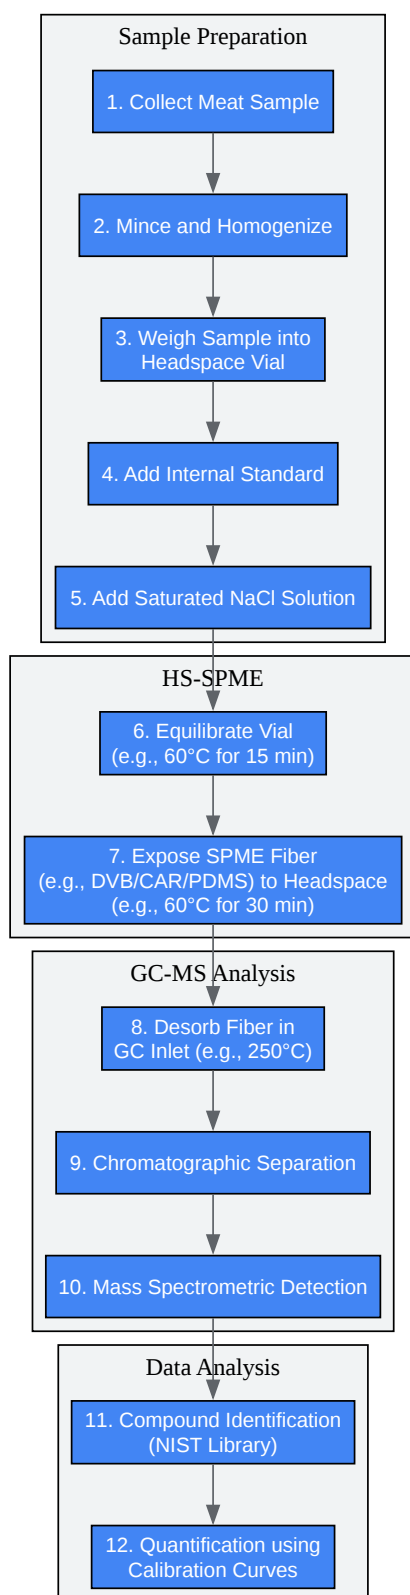 Sample Preparation
1. Collect Meat Sample
2. Mince and Homogenize
3. Weigh Sample into
Headspace Vial
4. Add Internal Standard
5. Add Saturated NaCl Solution
HS-SPME
6. Equilibrate Vial
(e.g., 60°C for 15 min)
7. Expose SPME Fiber
(e.g., DVB/CAR/PDMS) to Headspace
(e.g., 60°C for 30 min)
GC-MS Analysis
8. Desorb Fiber in
GC Inlet (e.g., 250°C)
9. Chromatographic Separation
10. Mass Spectrometric Detection
Data Analysis
11. Compound Identification
(NIST Library)
12. Quantification using
Calibration Curves